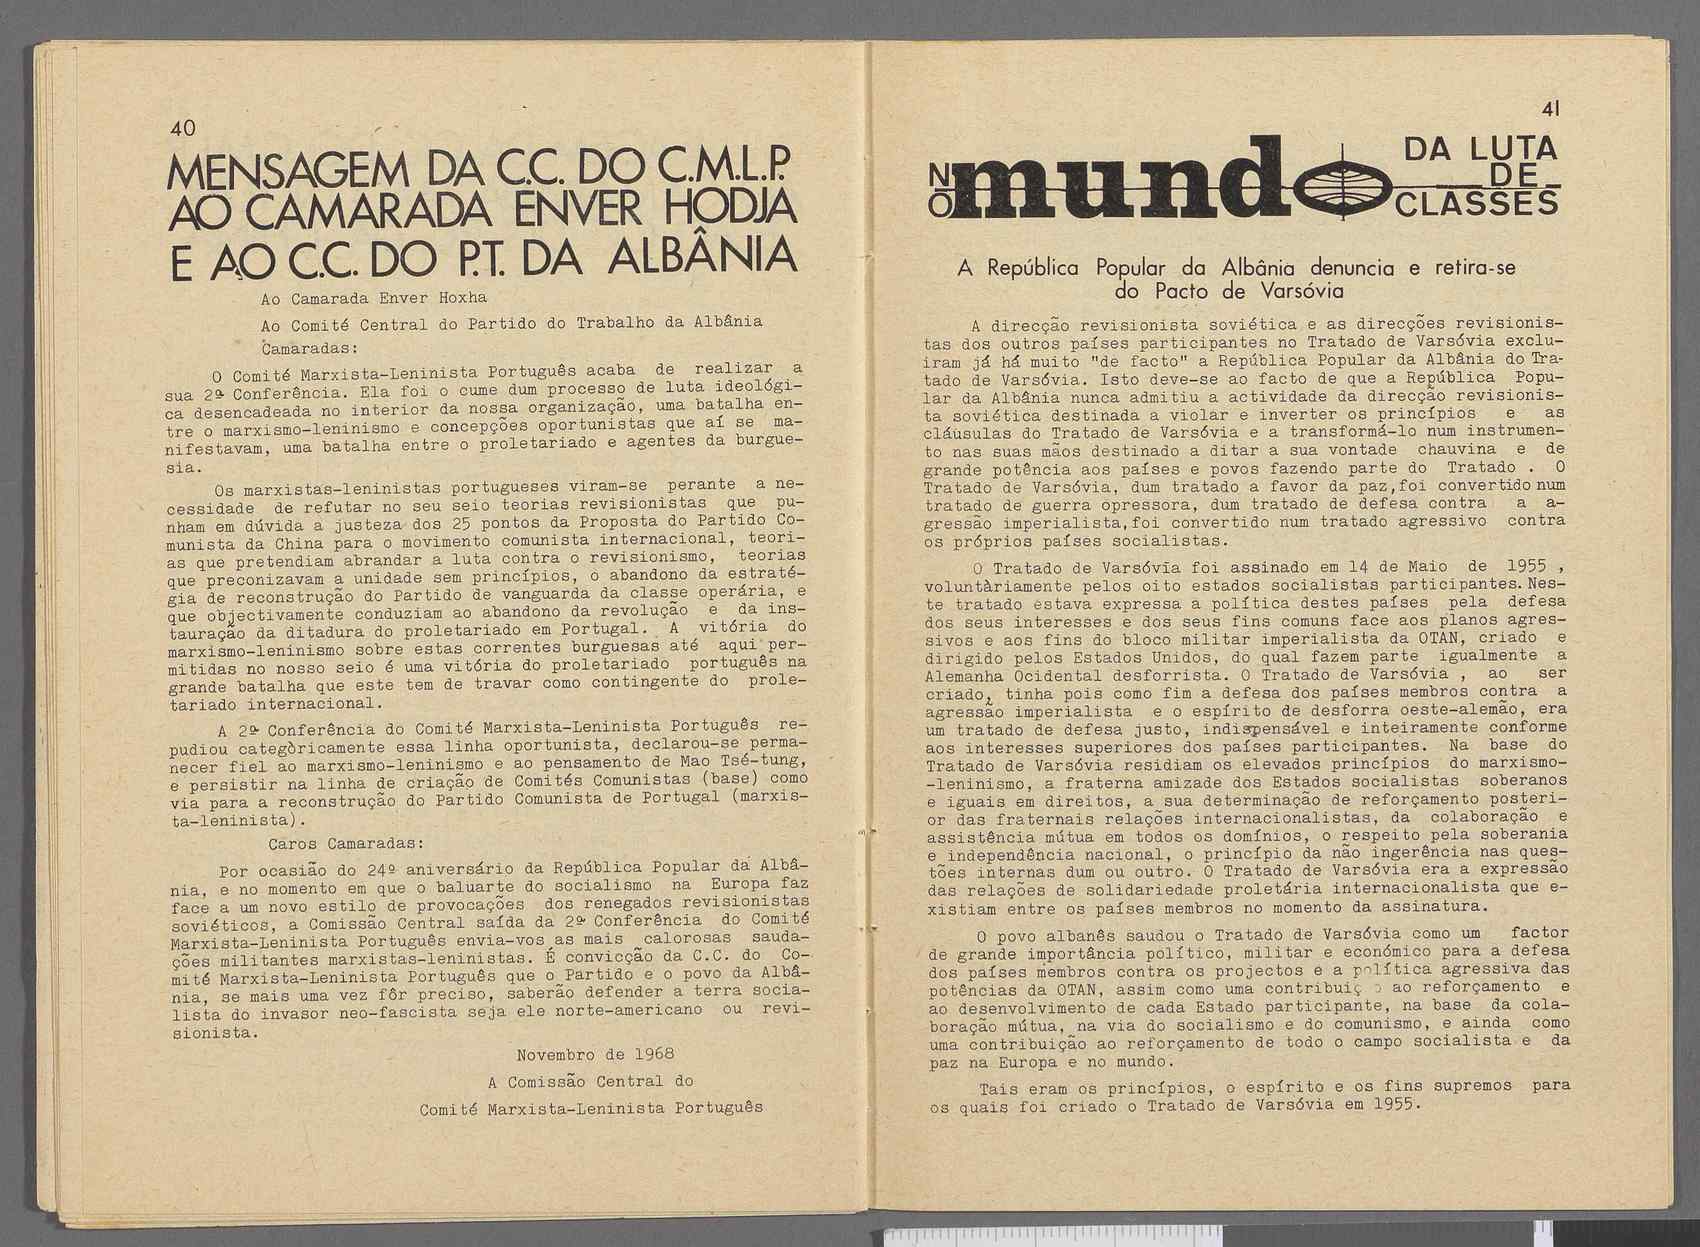 40
MENSAGEM DA C.C. DO C.M.L.P.
AO CAMARADA ENVER HODJA
E AO C.C. DO P.T. DA ALBÂNIA
Ao Camarada Enver Hoxha
Ao Comité Central do Partido do Trabalho da Albânia
Camaradas:
O Comité Marxista-Leninista Português acaba de realizar a
sua 2ª Conferência. Ela foi o cume dum processo de luta ideológi-
ca desencadeada no interior da nossa organização, uma batalha en-
tre o marxismo-leninismo e concepções oportunistas que aí se ma-
nifestavam, uma batalha entre o proletariado e agentes da burgue-
sia.
Os marxistas-leninistas portugueses viram-se perante a ne-
cessidade de refutar no seu seio teorias revisionistas que pu-
nham em dúvida a justeza dos 25 pontos da Proposta do Partido Co-
munista da China para o movimento comunista internacional, teori-
as que pretendiam abrandar a luta contra o revisionismo, teorias
que preconizavam a unidade sem princípios, o abandono da estraté-
gia de reconstrução do Partido de vanguarda da classe operária, e
que objectivamente conduziam ao abandono da revolução e da ins-
tauração da ditadura do proletariado em Portugal. A vitória do
marxismo-leninismo sobre estas correntes burguesas até aqui per-
mitidas no nosso seio é uma vitória do proletariado português na
grande batalha que este tem de travar como contingente do prole-
tariado internacional.
A 2ª Conferência do Comité Marxista-Leninista Português re-
pudiou categòricamente essa linha oportunista, declarou-se perma-
necer fiel ao marxismo-leninismo e ao pensamento de Mao Tsé-tung,
e persistir na linha de criação de Comités Comunistas (base) como
via para a reconstrução do Partido Comunista de Portugal (marxis-
ta-leninista).
Caros Camaradas:
Por ocasião do 24º aniversário da República Popular da Albâ-
nia, e no momento em que o baluarte do socialismo na Europa faz
face a um novo estilo de provocações dos renegados revisionistas
soviéticos, a Comissão Central saída da 2ª Conferência do Comité
Marxista-Leninista Português envia-vos as mais calorosas sauda-
ções militantes marxistas-leninistas. É convicção da C.C. do Co-
mité Marxista-Leninista Português que o Partido e o povo da Albâ-
nia, se mais uma vez fôr preciso, saberão defender a terra socia-
lista do invasor neo-fascista seja ele norte-americano ou revi-
sionista.
Novembro de 1968
A Comissão Central do
Comité Marxista-Leninista Português
41
NO mundo DA LUTA DE CLASSES
A República Popular da Albânia denuncia e retira-se
do Pacto de Varsóvia
A direcção revisionista soviética e as direcções revisionis-
tas dos outros países participantes no Tratado de Varsóvia exclu-
iram já há muito "de facto" a República Popular da Albânia do Tra-
tado de Varsóvia. Isto deve-se ao facto de que a República Popu-
lar da Albânia nunca admitiu a actividade da direcção revisionis-
ta soviética destinada a violar e inverter os princípios e as
cláusulas do Tratado de Varsóvia e a transformá-lo num instrumen-
to nas suas mãos destinado a ditar a sua vontade chauvina e de
grande potência aos países e povos fazendo parte do Tratado . O
Tratado de Varsóvia, dum tratado a favor da paz,foi convertido num
tratado de guerra opressora, dum tratado de defesa contra a a-
gressão imperialista,foi convertido num tratado agressivo contra
os próprios países socialistas.
O Tratado de Varsóvia foi assinado em 14 de Maio de 1955 ,
voluntàriamente pelos oito estados socialistas participantes. Nes-
te tratado estava expressa a política destes países pela defesa
dos seus interesses e dos seus fins comuns face aos planos agres-
sivos e aos fins do bloco militar imperialista da OTAN, criado e
dirigido pelos Estados Unidos, do qual fazem parte igualmente a
Alemanha Ocidental desforrista. O Tratado de Varsóvia , ao ser
criado, tinha pois como fim a defesa dos países membros contra a
agressão imperialista e o espírito de desforra oeste-alemão, era
um tratado de defesa justo, indispensável e inteiramente conforme
aos interesses superiores dos países participantes. Na base do
Tratado de Varsóvia residiam os elevados princípios do marxismo-
-leninismo, a fraterna amizade dos Estados socialistas soberanos
e iguais em direitos, a sua determinação de reforçamento posteri-
or das fraternais relações internacionalistas, da colaboração e
assistência mútua em todos os domínios, o respeito pela soberania
e independência nacional, o princípio da não ingerência nas ques-
tões internas dum ou outro. O Tratado de Varsóvia era a expressão
das relações de solidariedade proletária internacionalista que e-
xistiam entre os países membros no momento da assinatura.
O povo albanês saudou o Tratado de Varsóvia como um factor
de grande importância político, militar e económico para a defesa
dos países membros contra os projectos e a política agressiva das
potências da OTAN, assim como uma ao reforçamento e
ao desenvolvimento de cada Estado participante, na base da cola-
boração mútua, na via do socialismo e do comunismo, e ainda como
uma contribuição ao reforçamento de todo o campo socialista e da
paz na Europa e no mundo.
Tais eram os princípios, o espírito e os fins supremos para
os quais foi criado o Tratado de Varsóvia em 1955.